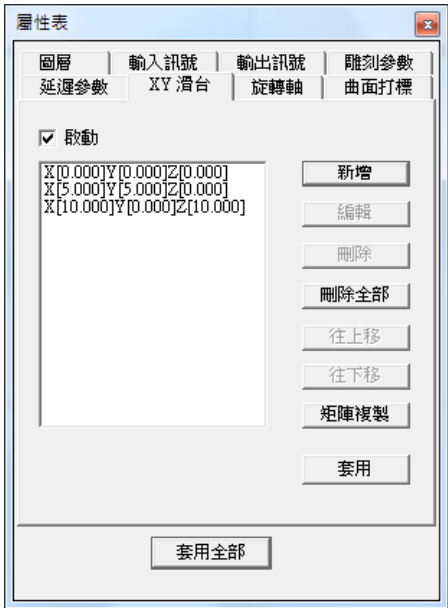 屬性表
圖層 輸入訊號 輸出訊號 雕刻參數
延遲參數 XY 滑台 旋轉軸 曲面打標
啟動
X[0.000]Y[0.000]Z[0.000]
X[5.000]Y[5.000]Z[0.000]
X[10.000]Y[0.000]Z[10.000]
新增
編輯
刪除
刪除全部
往上移
往下移
矩陣複製
套用
套用全部